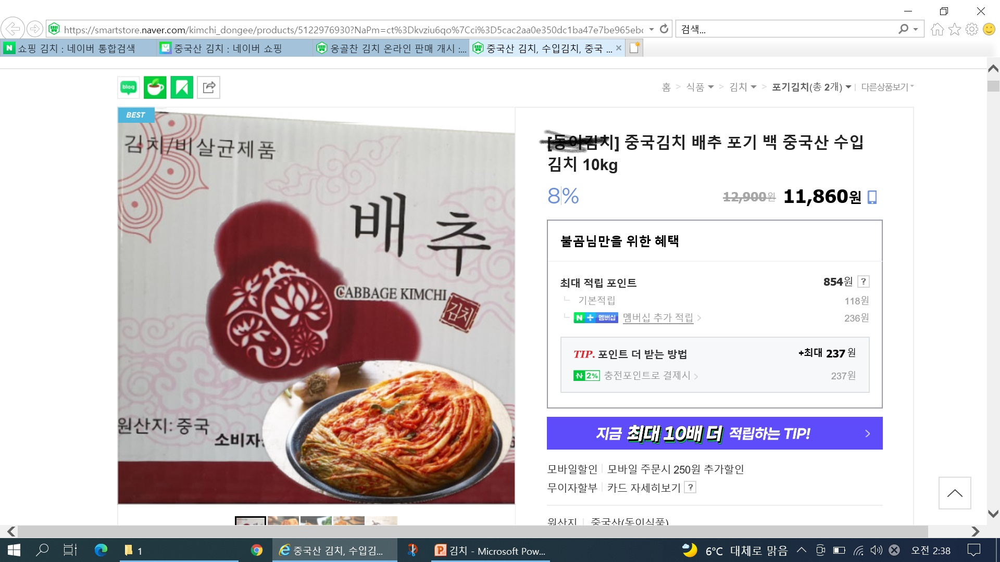 https://smartstore.naver.com/kimchi_dongee/products/5122976930?NaPm=ct%3Dkvziu6qo%7Cci%3D5cac2aa0e350dc1ba47e7be965eb
검색...
쇼핑 김치 : 네이버 통합검색
중국산 김치 : 네이버 쇼핑
옹골찬 김치 온라인 판매 개시 :...
중국산 김치, 수입김치, 중국 ...
blog
홈 > 식품 > 김치 > 포기김치(총 2개) 다른상품보기
BEST
김치/비살균제품
배추
CABBAGE KIMCHI
김치
원산지: 중국
소비자
[동이김치] 중국김치 배추 포기 백 중국산 수입
김치 10kg
8% 12,900원 11,860원
불곰님만을 위한 혜택
최대 적립 포인트 854원 ?
기본적립 118원
N + 멤버십 멤버십 추가 적립 > 236원
TIP. 포인트 더 받는 방법 +최대 237 원
N 2% 충전포인트로 결제시 > 237원
지금 최대 10배 더 적립하는 TIP! >
모바일할인 모바일 주문시 250원 추가할인
무이자할부 카드 자세히보기 ?
원산지 중국산(동이식품)
1
중국산 김치, 수입김...
김치 - Microsoft Pow...
6°C 대체로 맑음
오전 2:38